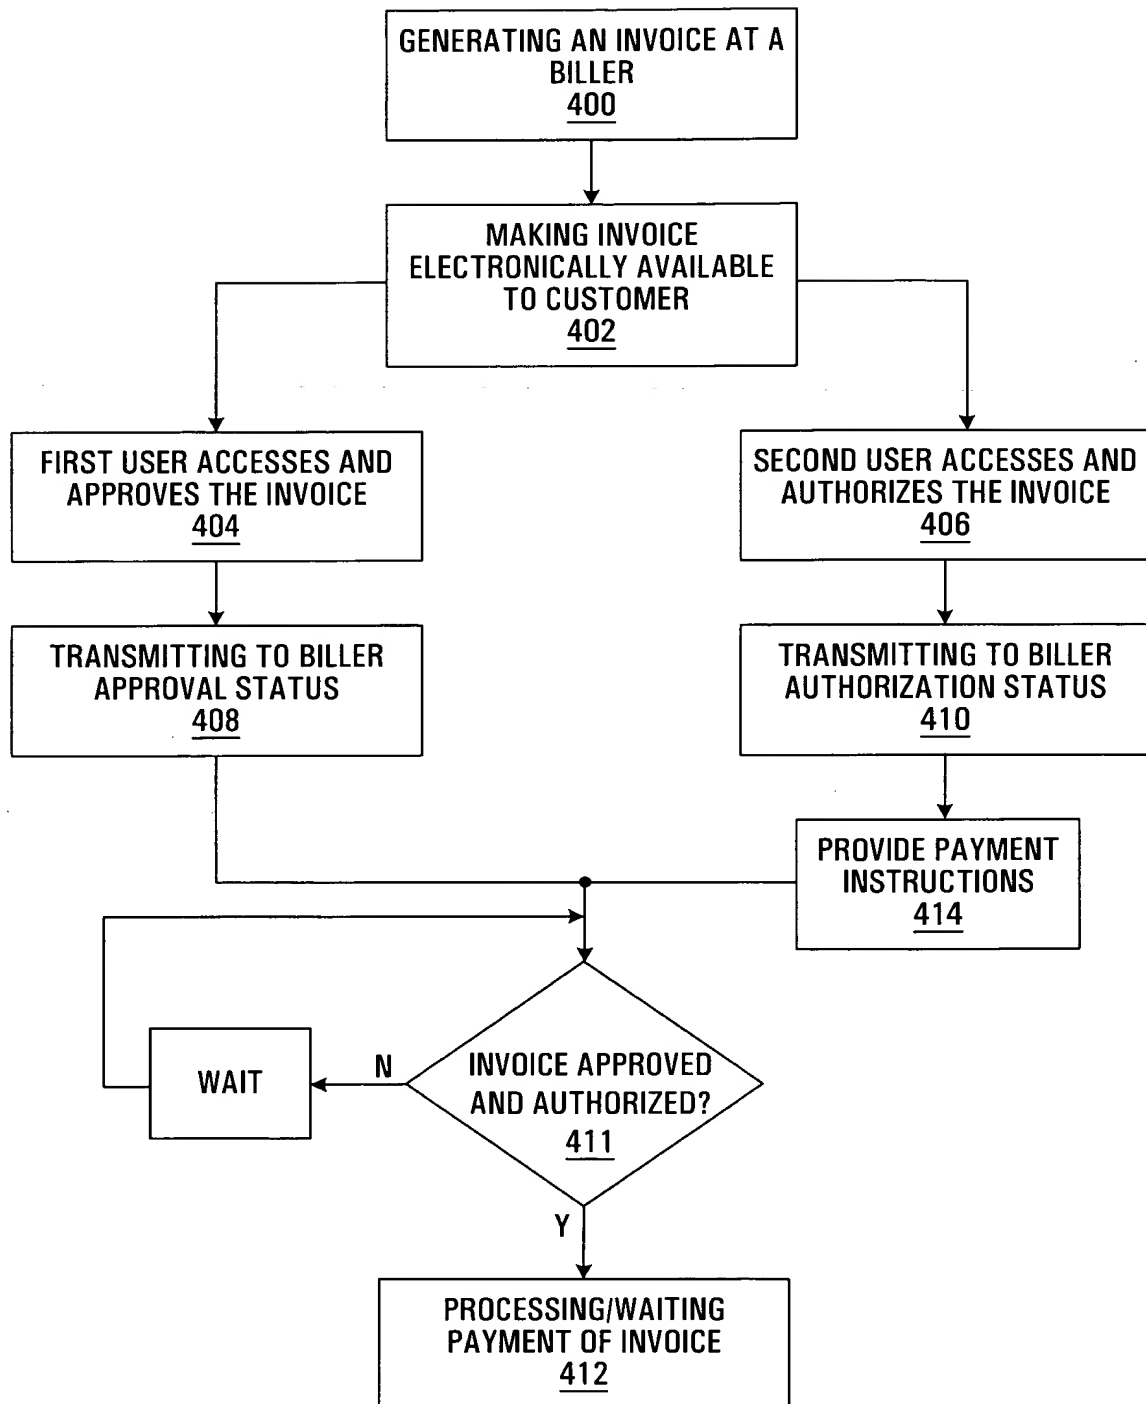 GENERATING AN INVOICE AT A
BILLER
400
MAKING INVOICE
ELECTRONICALLY AVAILABLE
TO CUSTOMER
402
FIRST USER ACCESSES AND
APPROVES THE INVOICE
404
SECOND USER ACCESSES AND
AUTHORIZES THE INVOICE
406
TRANSMITTING TO BILLER
APPROVAL STATUS
408
TRANSMITTING TO BILLER
AUTHORIZATION STATUS
410
PROVIDE PAYMENT
INSTRUCTIONS
414
WAIT
N
INVOICE APPROVED
AND AUTHORIZED?
411
Y
PROCESSING/WAITING
PAYMENT OF INVOICE
412